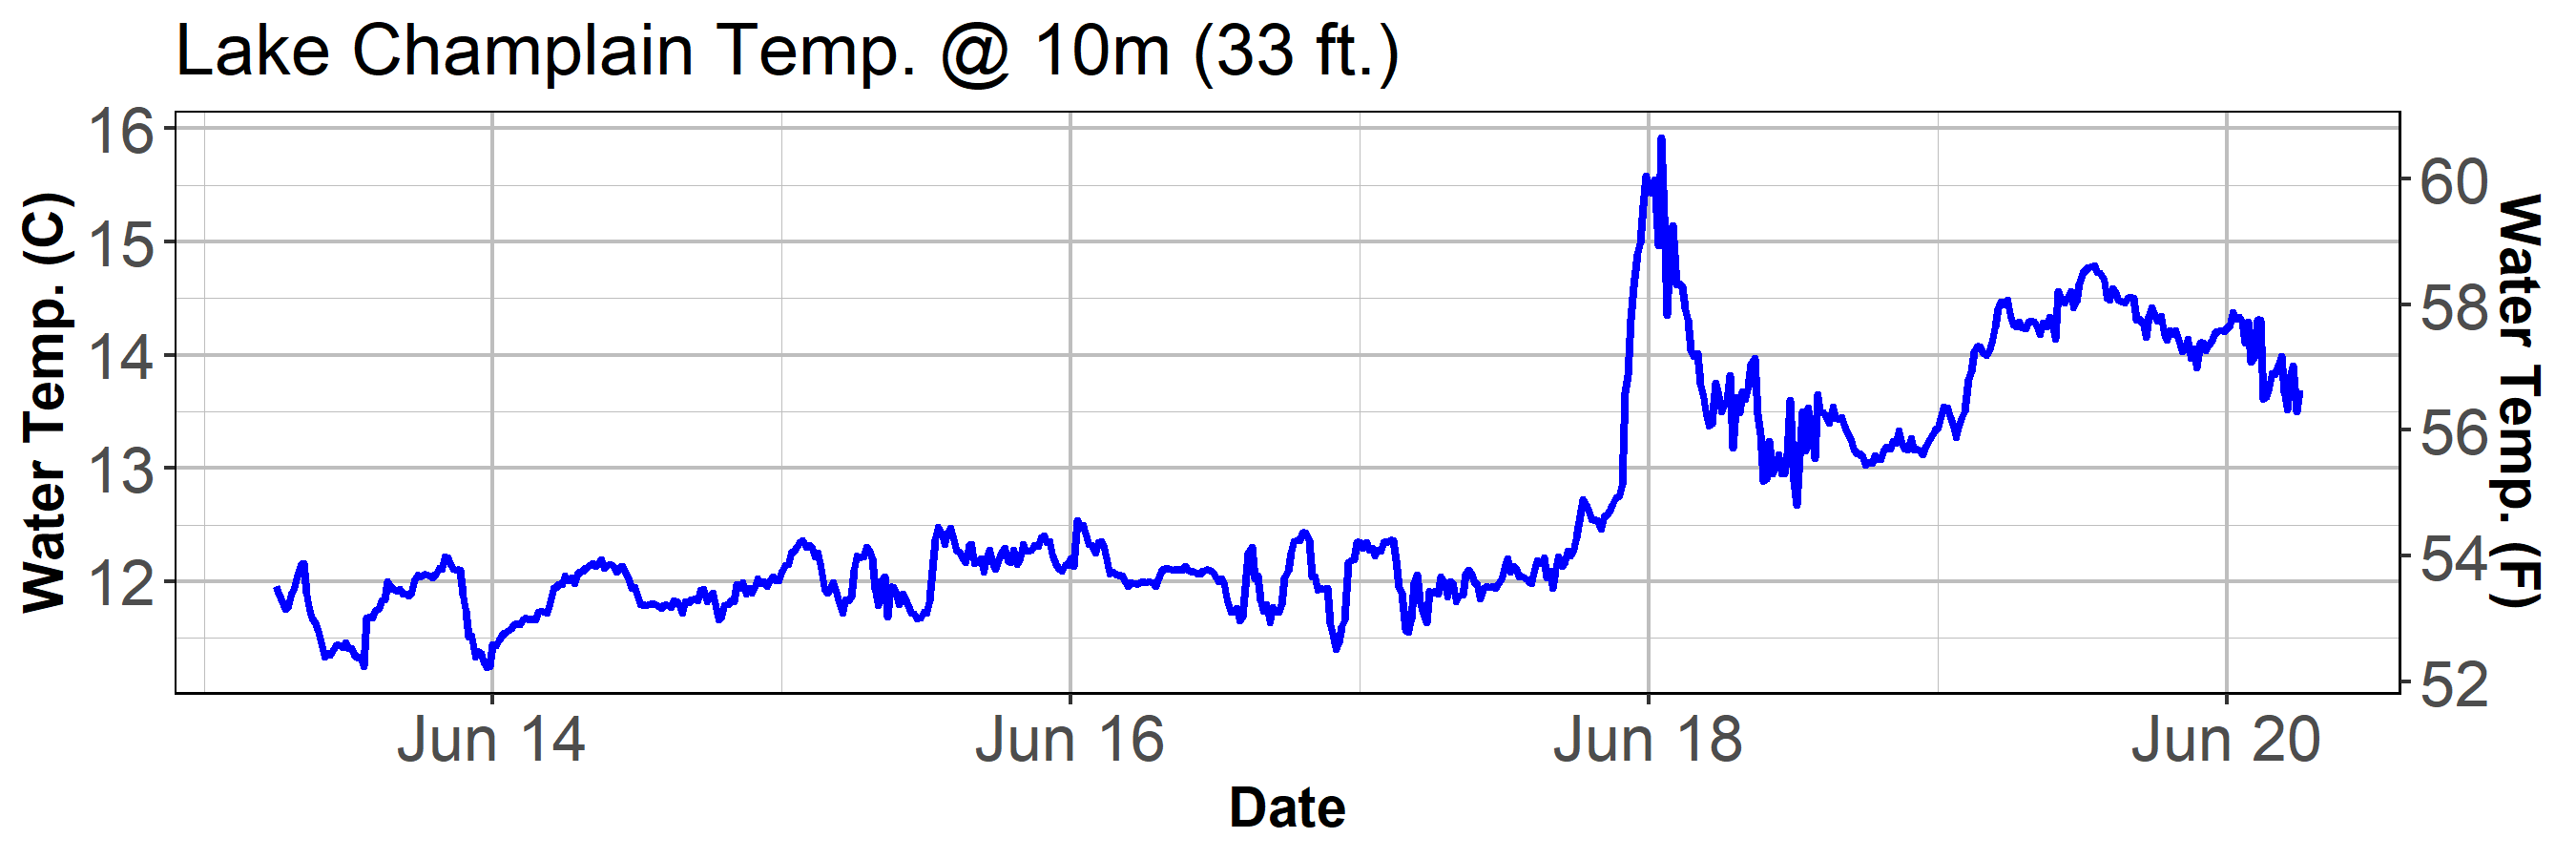 Lake Champlain Temp. @ 10m (33 ft.)
Water Temp. (C)
16
15
14
13
12
60
58
56
54
52
Water Temp. (F)
Jun 14 Jun 16 Jun 18 Jun 20
Date